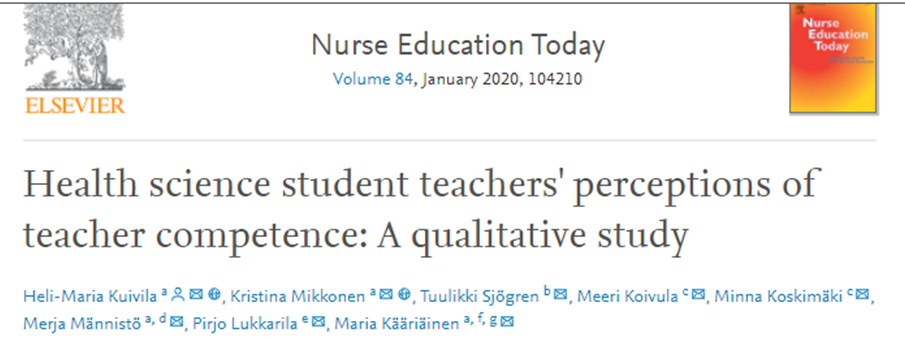 Nurse Education Today
Volume 84, January 2020, 104210
Nurse
Education
Today
ELSEVIER
Health science student teachers' perceptions of
teacher competence: A qualitative study
Heli-Maria Kuivila a, Kristina Mikkonen a, Tuulikki Sjögren b, Meeri Koivula c, Minna Koskimäki c,
Merja Männistö a, d, Pirjo Lukkarila e, Maria Kääriäinen a, f, g